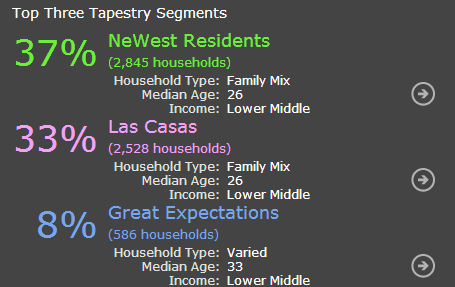 Top Three Tapestry Segments
37% NeWest Residents
(2,845 households)
Household Type: Family Mix
Median Age: 26
Income: Lower Middle
33% Las Casas
(2,528 households)
Household Type: Family Mix
Median Age: 26
Income: Lower Middle
8% Great Expectations
(586 households)
Household Type: Varied
Median Age: 33
Income: Lower Middle